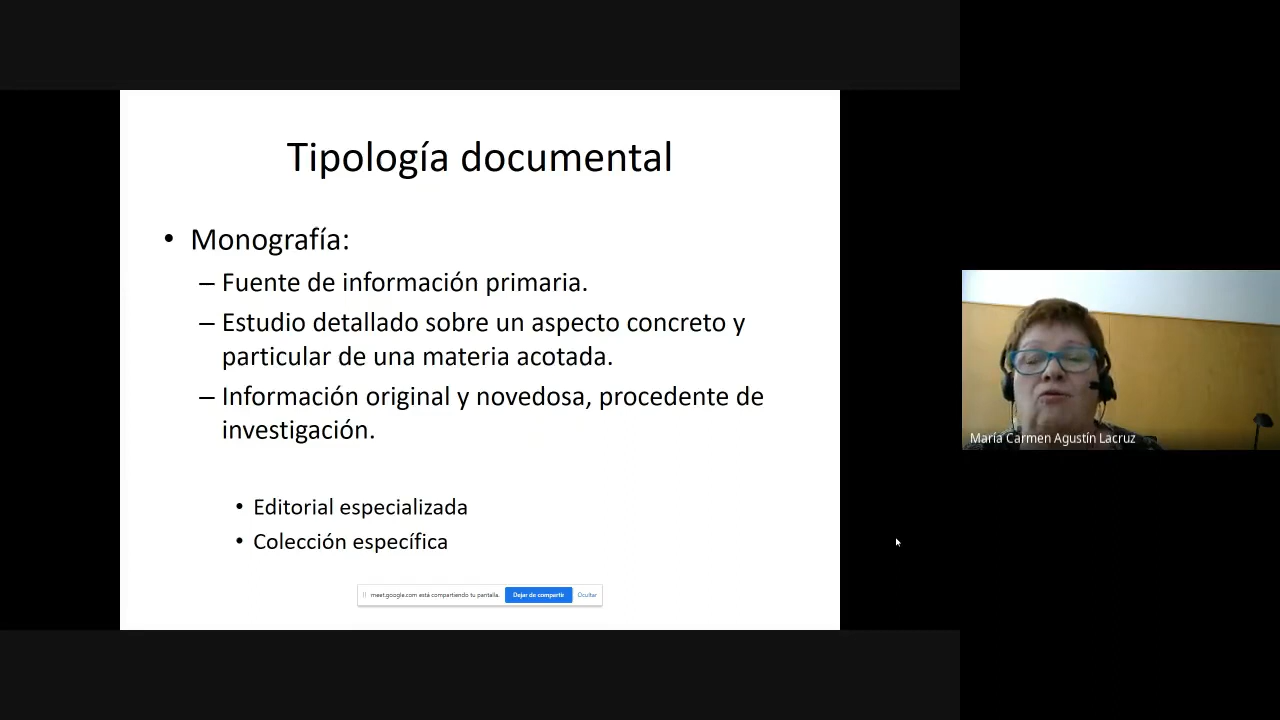 Tipología documental
• Monografía:
– Fuente de información primaria.
– Estudio detallado sobre un aspecto concreto y
particular de una materia acotada.
– Información original y novedosa, procedente de
investigación.
• Editorial especializada
• Colección específica
meet.google.com está compartiendo tu pantalla. Dejar de compartir Ocultar
María Carmen Agustín Lacruz